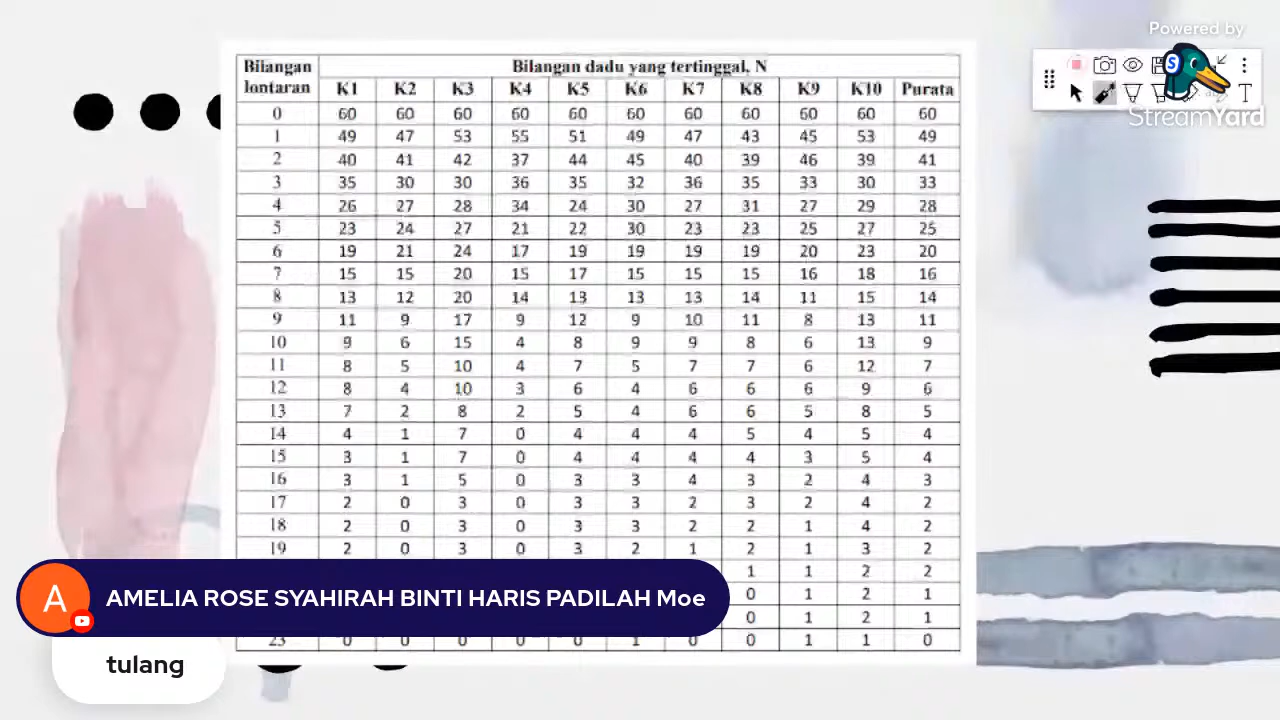 Powered by
StreamYard
Bilangan lontaran Bilangan dadu yang tertinggal, N
K1 K2 K3 K4 K5 K6 K7 K8 K9 K10 Purata
0 60 60 60 60 60 60 60 60 60 60 60
1 49 47 53 55 51 49 47 43 45 53 49
2 40 41 42 37 44 45 40 39 46 39 41
3 35 30 30 36 35 32 36 35 33 30 33
4 26 27 28 34 24 30 27 31 27 29 28
5 23 24 27 21 22 30 23 23 25 27 25
6 19 21 24 17 19 19 19 19 20 23 20
7 15 15 20 15 17 15 15 15 16 18 16
8 13 12 20 14 13 13 13 14 11 15 14
9 11 9 17 9 12 9 10 11 8 13 11
10 9 6 15 4 8 9 9 8 6 13 9
11 8 5 10 4 7 5 7 7 6 12 7
12 8 4 10 3 6 4 6 6 6 9 6
13 7 2 8 2 5 4 6 6 5 8 5
14 4 1 7 0 4 4 4 5 4 5 4
15 3 1 7 0 4 4 4 4 3 5 4
16 3 1 5 0 3 3 4 3 2 4 3
17 2 0 3 0 3 3 2 3 2 4 2
18 2 0 3 0 3 3 2 2 1 4 2
19 2 0 3 0 3 2 1 2 1 3 2
1 1 2 2
0 1 2 1
0 1 2 1
23 0 0 0 0 0 1 0 0 1 1 0
A
AMELIA ROSE SYAHIRAH BINTI HARIS PADILAH Moe
tulang